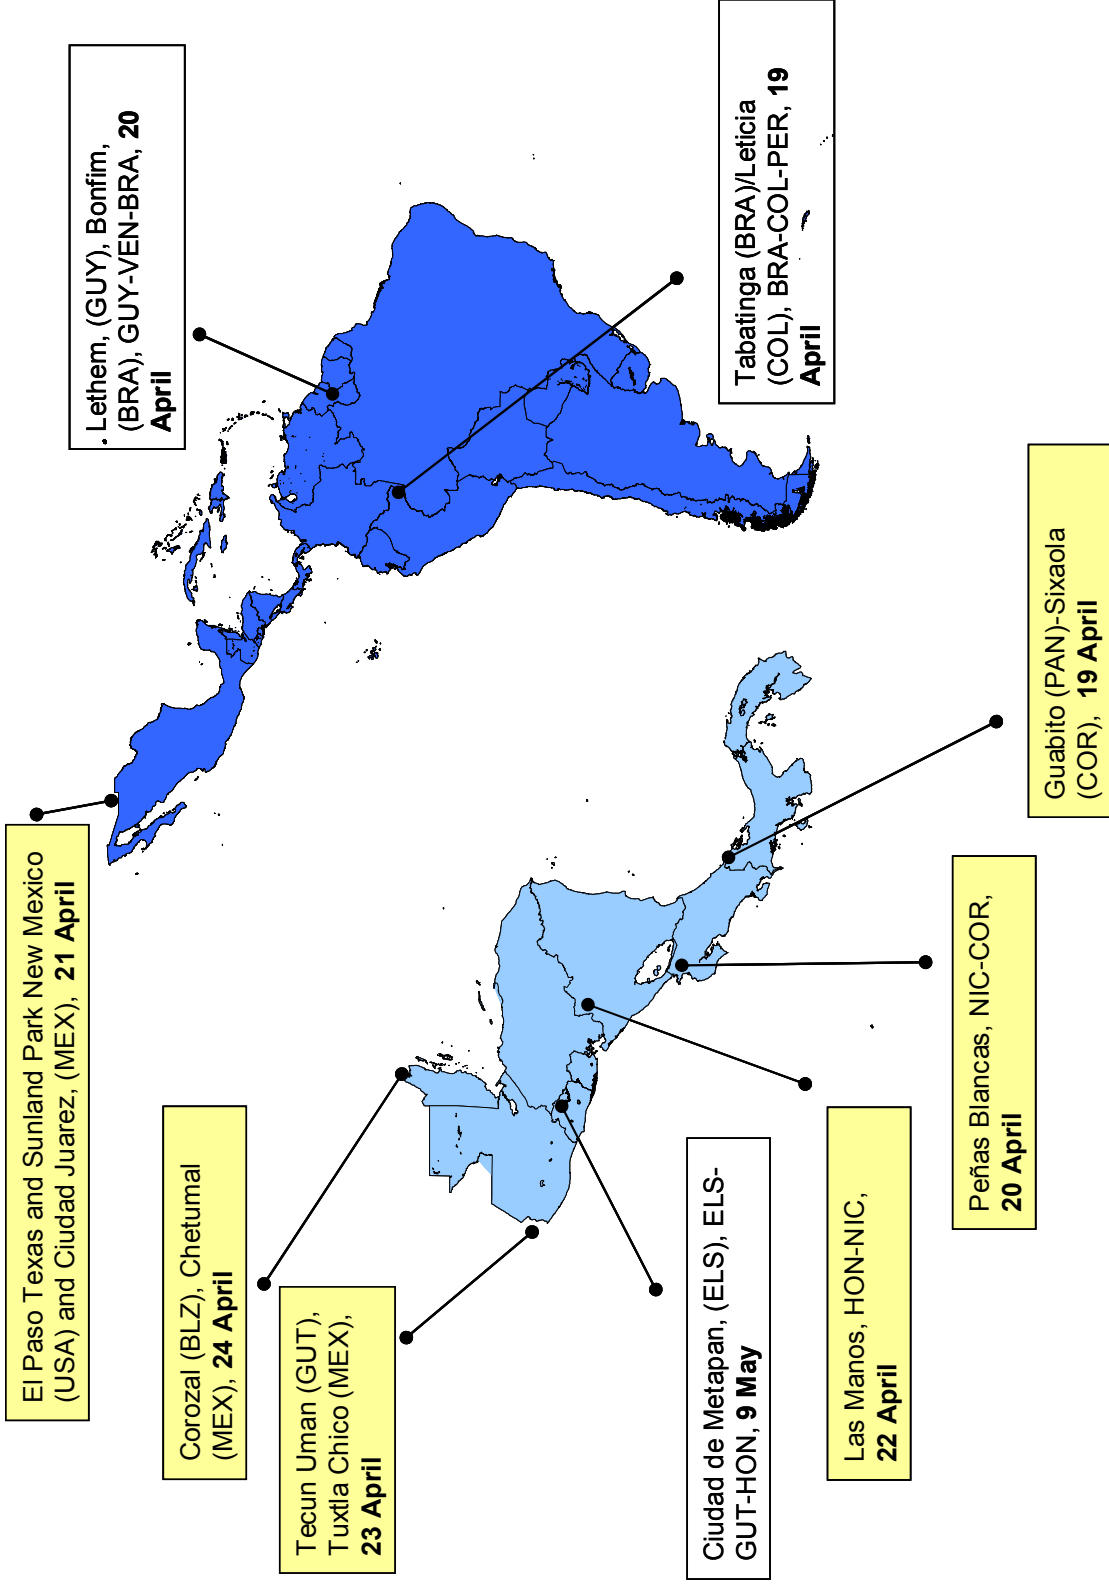 El Paso Texas and Sunland Park New Mexico
(USA) and Ciudad Juarez, (MEX), 21 April
Lethem, (GUY), Bonfim,
(BRA), GUY-VEN-BRA, 20
April
Corozal (BLZ), Chetumal
(MEX), 24 April
Tecun Uman (GUT),
Tuxtla Chico (MEX),
23 April
Ciudad de Metapan, (ELS), ELS-
GUT-HON, 9 May
Tabatinga (BRA)/Leticia
(COL), BRA-COL-PER, 19
April
Las Manos, HON-NIC,
22 April
Peñas Blancas, NIC-COR,
20 April
Guabito (PAN)-Sixaola
(COR), 19 April